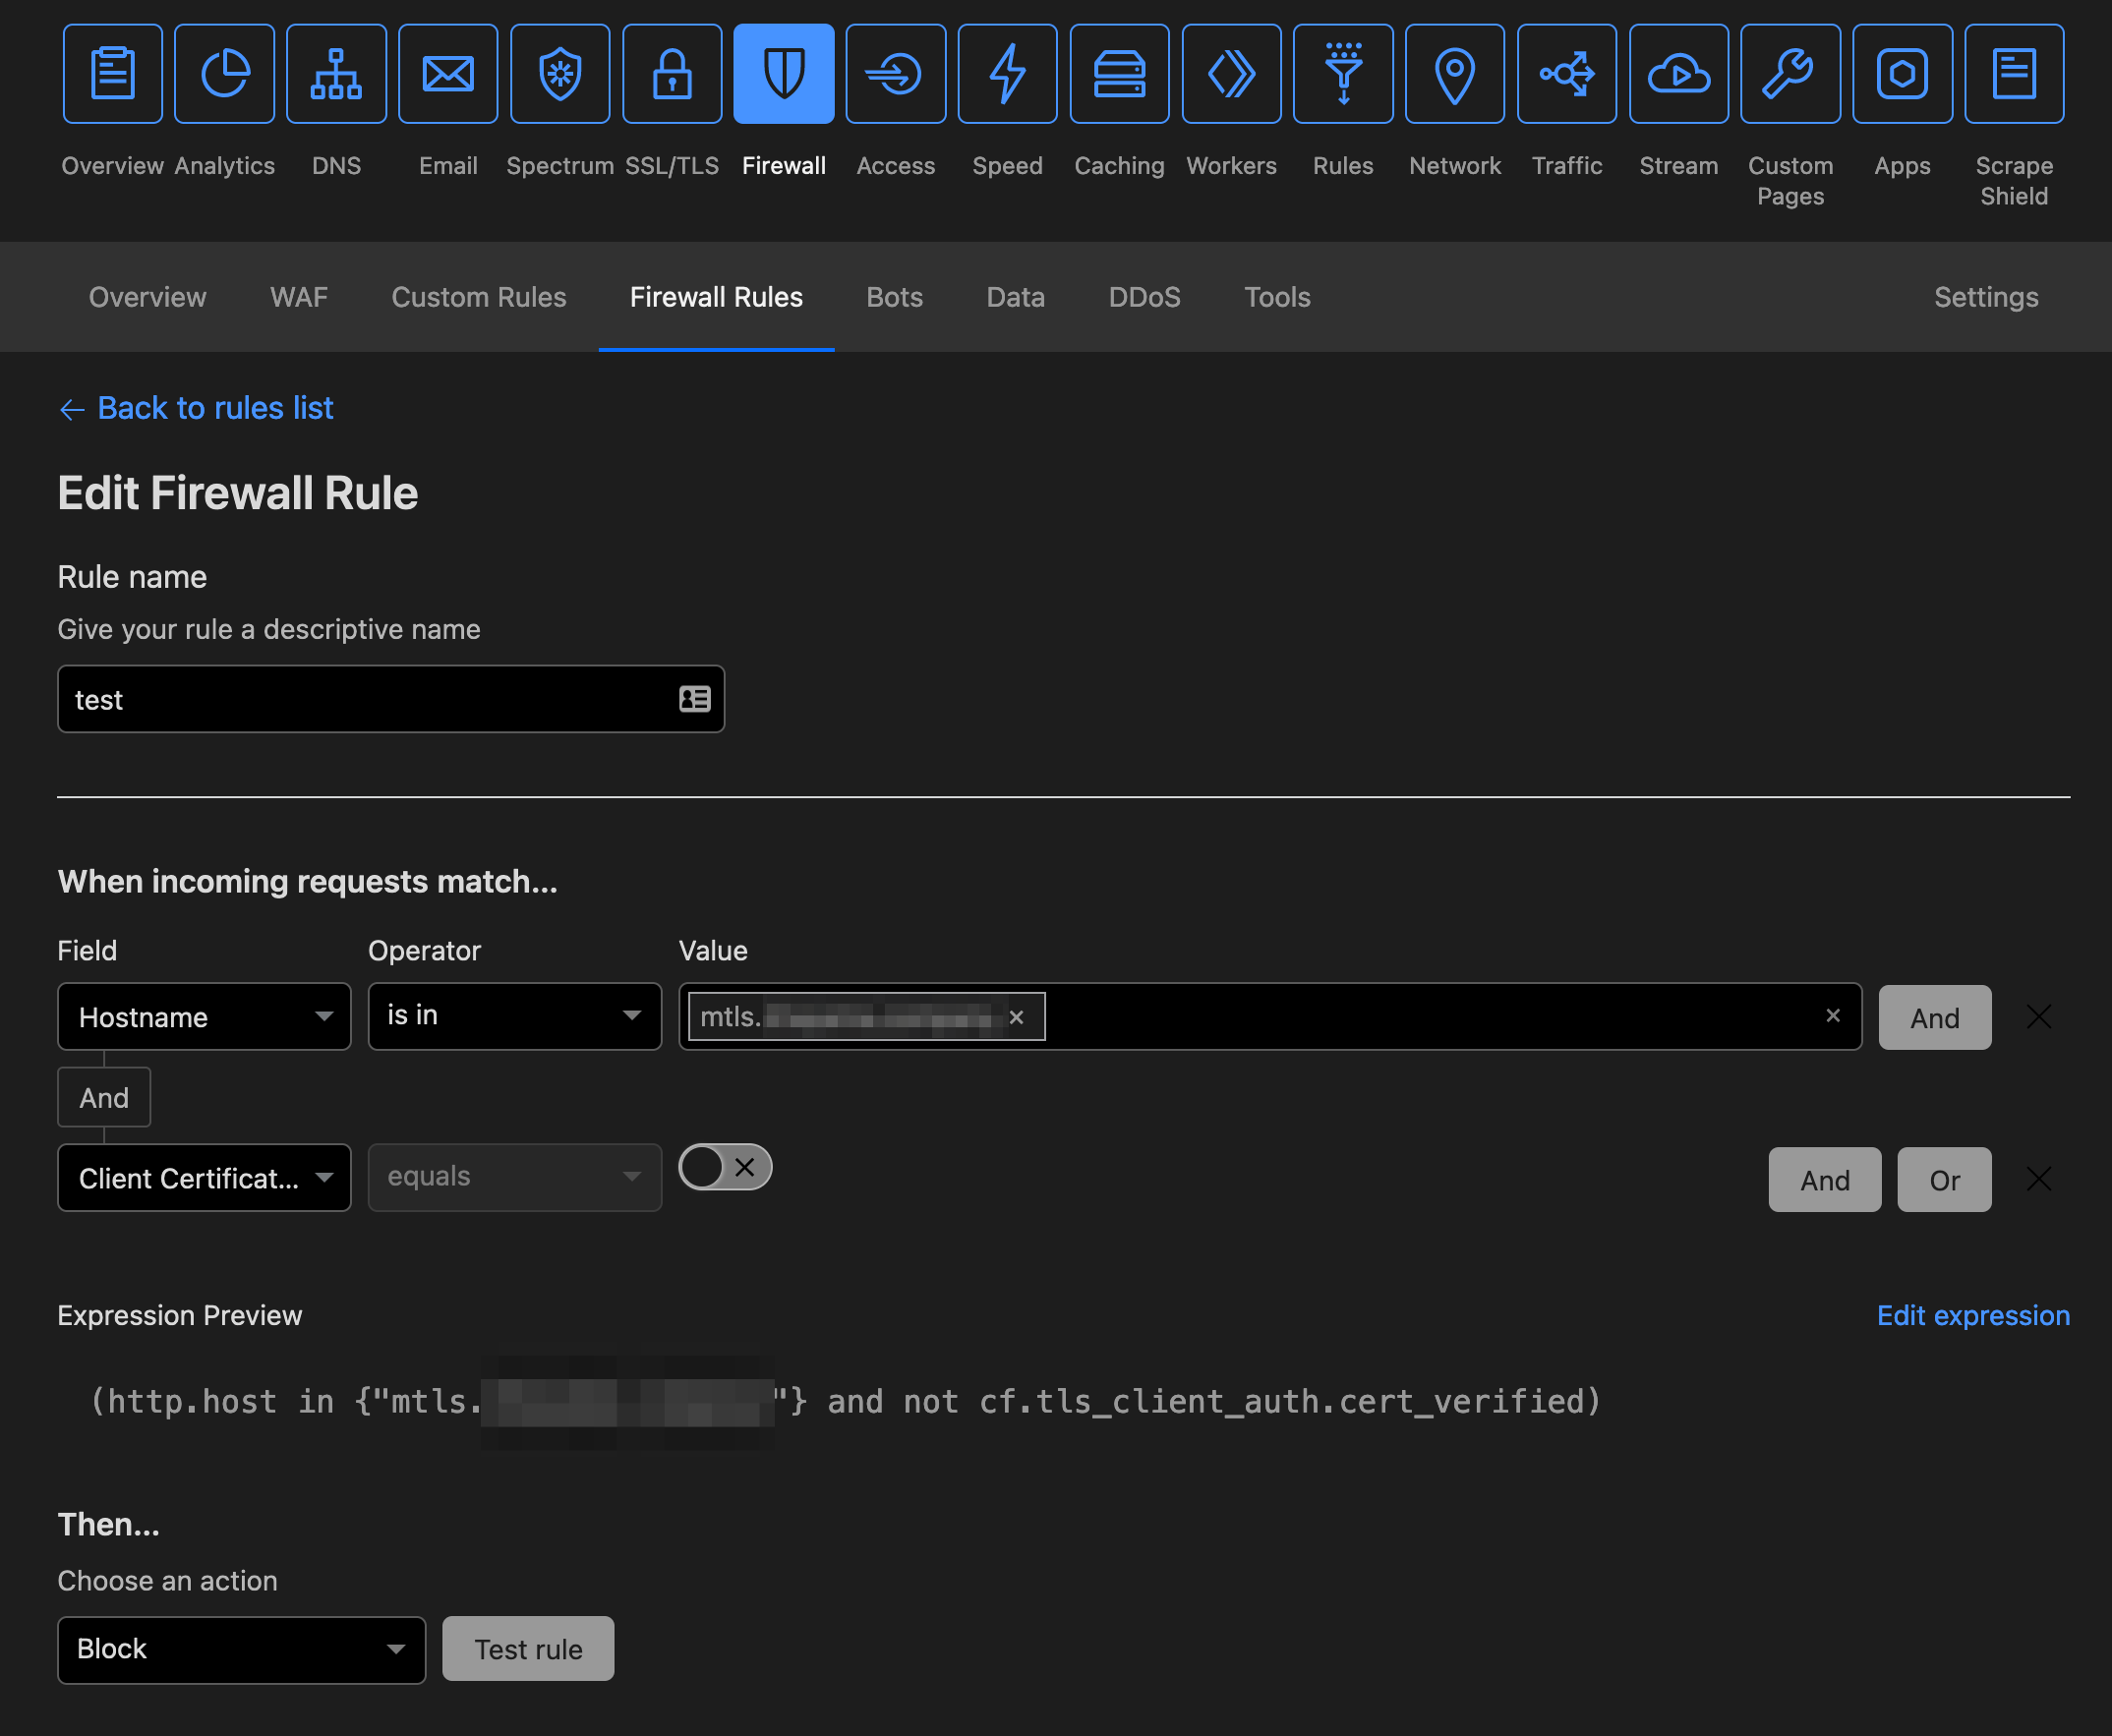 Overview Analytics DNS Email Spectrum SSL/TLS Firewall Access Speed Caching Workers Rules Network Traffic Stream Custom Pages Apps Scrape Shield
Overview WAF Custom Rules Firewall Rules Bots Data DDoS Tools Settings
← Back to rules list
Edit Firewall Rule
Rule name
Give your rule a descriptive name
test
When incoming requests match...
Field Operator Value
Hostname is in mtls. × × And
And
Client Certificat... equals And Or
Expression Preview Edit expression
(http.host in {"mtls. "} and not cf.tls_client_auth.cert_verified)
Then...
Choose an action
Block Test rule